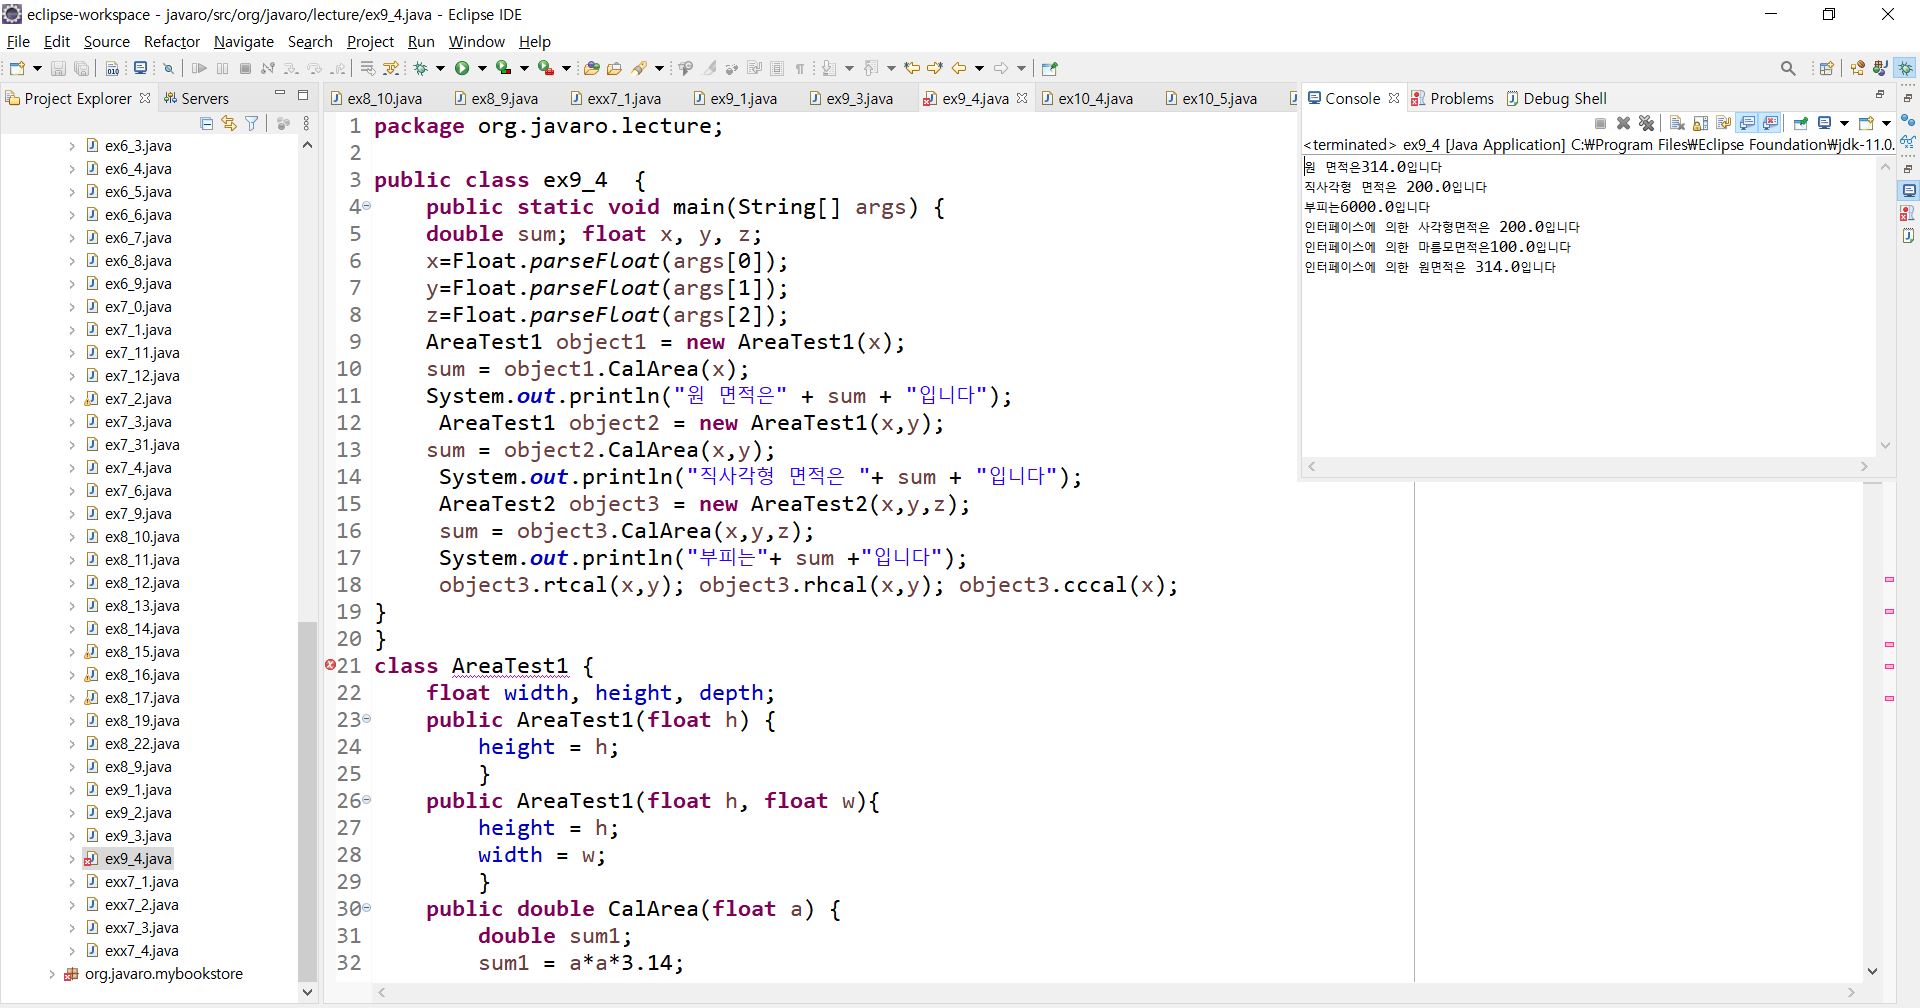 eclipse-workspace - javaro/src/org/javaro/lecture/ex9_4.java - Eclipse IDE
File Edit Source Refactor Navigate Search Project Run Window Help
Project Explorer Servers
ex6_3.java
ex6_4.java
ex6_5.java
ex6_6.java
ex6_7.java
ex6_8.java
ex6_9.java
ex7_0.java
ex7_1.java
ex7_11.java
ex7_12.java
ex7_2.java
ex7_3.java
ex7_31.java
ex7_4.java
ex7_6.java
ex7_9.java
ex8_10.java
ex8_11.java
ex8_12.java
ex8_13.java
ex8_14.java
ex8_15.java
ex8_16.java
ex8_17.java
ex8_19.java
ex8_22.java
ex8_9.java
ex9_1.java
ex9_2.java
ex9_3.java
ex9_4.java
exx7_1.java
exx7_2.java
exx7_3.java
exx7_4.java
org.javaro.mybookstore
ex8_10.java ex8_9.java exx7_1.java ex9_1.java ex9_3.java ex9_4.java ex10_4.java ex10_5.java
1 package org.javaro.lecture;
2
3 public class ex9_4  {
4 public static void main(String[] args) {
5 double sum; float x, y, z;
6 x=Float.parseFloat(args[0]);
7 y=Float.parseFloat(args[1]);
8 z=Float.parseFloat(args[2]);
9 AreaTest1 object1 = new AreaTest1(x);
10 sum = object1.CalArea(x);
11 System.out.println("원 면적은" + sum + "입니다");
12 AreaTest1 object2 = new AreaTest1(x,y);
13 sum = object2.CalArea(x,y);
14 System.out.println("직사각형 면적은 "+ sum + "입니다");
15 AreaTest2 object3 = new AreaTest2(x,y,z);
16 sum = object3.CalArea(x,y,z);
17 System.out.println("부피는"+ sum +"입니다");
18 object3.rtcal(x,y); object3.rhcal(x,y); object3.cccal(x);
19 }
20 }
21 class AreaTest1 {
22 float width, height, depth;
23 public AreaTest1(float h) {
24 height = h;
25 }
26 public AreaTest1(float h, float w){
27 height = h;
28 width = w;
29 }
30 public double CalArea(float a) {
31 double sum1;
32 sum1 = a*a*3.14;
Console Problems Debug Shell
<terminated> ex9_4 [Java Application] C:₩Program Files₩Eclipse Foundation₩jdk-11.0.
원 면적은314.0입니다
직사각형 면적은 200.0입니다
부피는6000.0입니다
인터페이스에 의한 사각형면적은 200.0입니다
인터페이스에 의한 마름모면적은100.0입니다
인터페이스에 의한 원면적은 314.0입니다